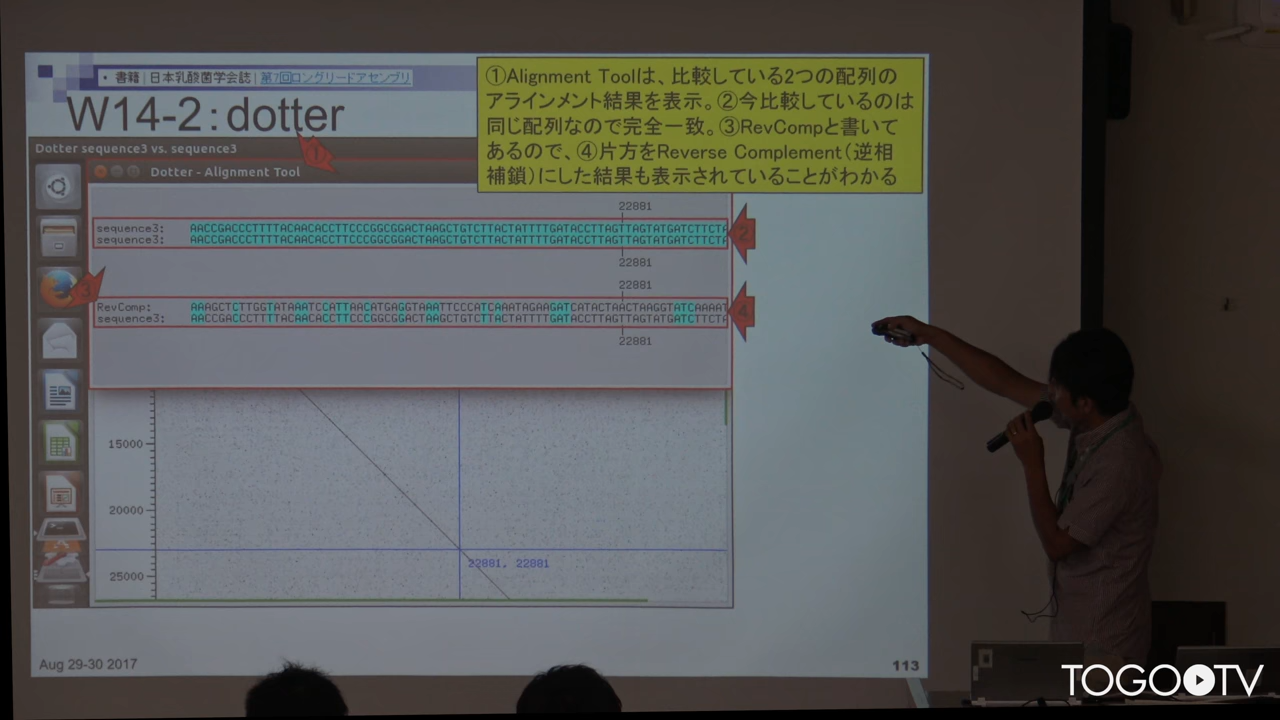 • 書籍 | 日本乳酸菌学会誌 | 第7回ロングリードアセンブリ
W14-2：dotter
①Alignment Toolは、比較している2つの配列の
アラインメント結果を表示。②今比較しているのは
同じ配列なので完全一致。③RevCompと書いて
あるので、④片方をReverse Complement（逆相
補鎖）にした結果も表示されていることがわかる
Dotter sequence3 vs. sequence3
1
Dotter - Alignment Tool
22881
sequence3: AACCGACCCTTTTACAACACCTTCCCGGCGGACTAAGCTGTCTTACTATTTTGATACCTTAGTTAGTATGATCTTCTA
sequence3: AACCGACCCTTTTACAACACCTTCCCGGCGGACTAAGCTGTCTTACTATTTTGATACCTTAGTTAGTATGATCTTCTA
2
22881
22881
3
RevComp: AAAGCTCTTGGTATAAATCCATTAACATGAGGTAAATTCCCATCAAATAGAAGATCATACTAACTAAGGTATCAAAAT
sequence3: AACCGACCCTTTTACAACACCTTCCCGGCGGACTAAGCTGTCTTACTATTTTGATACCTTAGTTAGTATGATCTTCTA
4
22881
15000
20000
22881, 22881
25000
Aug 29-30 2017
113
TOGO TV